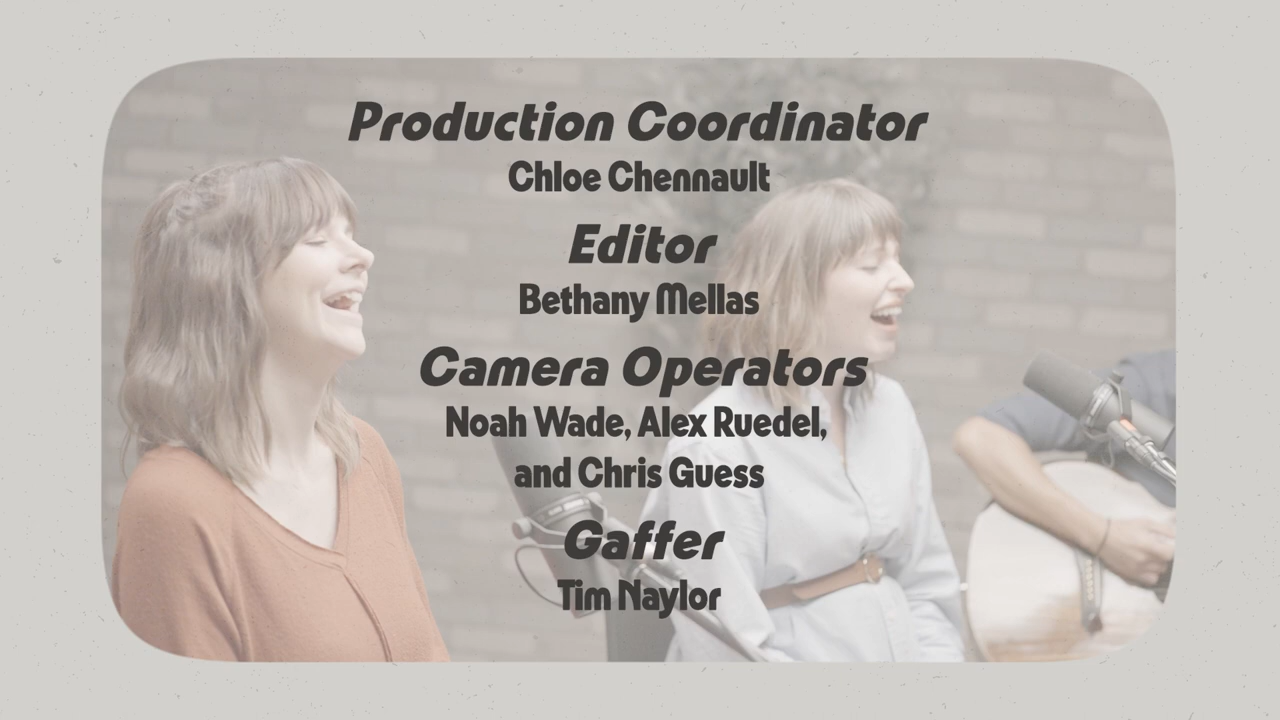 Production Coordinator
Chloe Chennault
Editor
Bethany Mellas
Camera Operators
Noah Wade, Alex Ruedel,
and Chris Guess
Gaffer
Tim Naylor